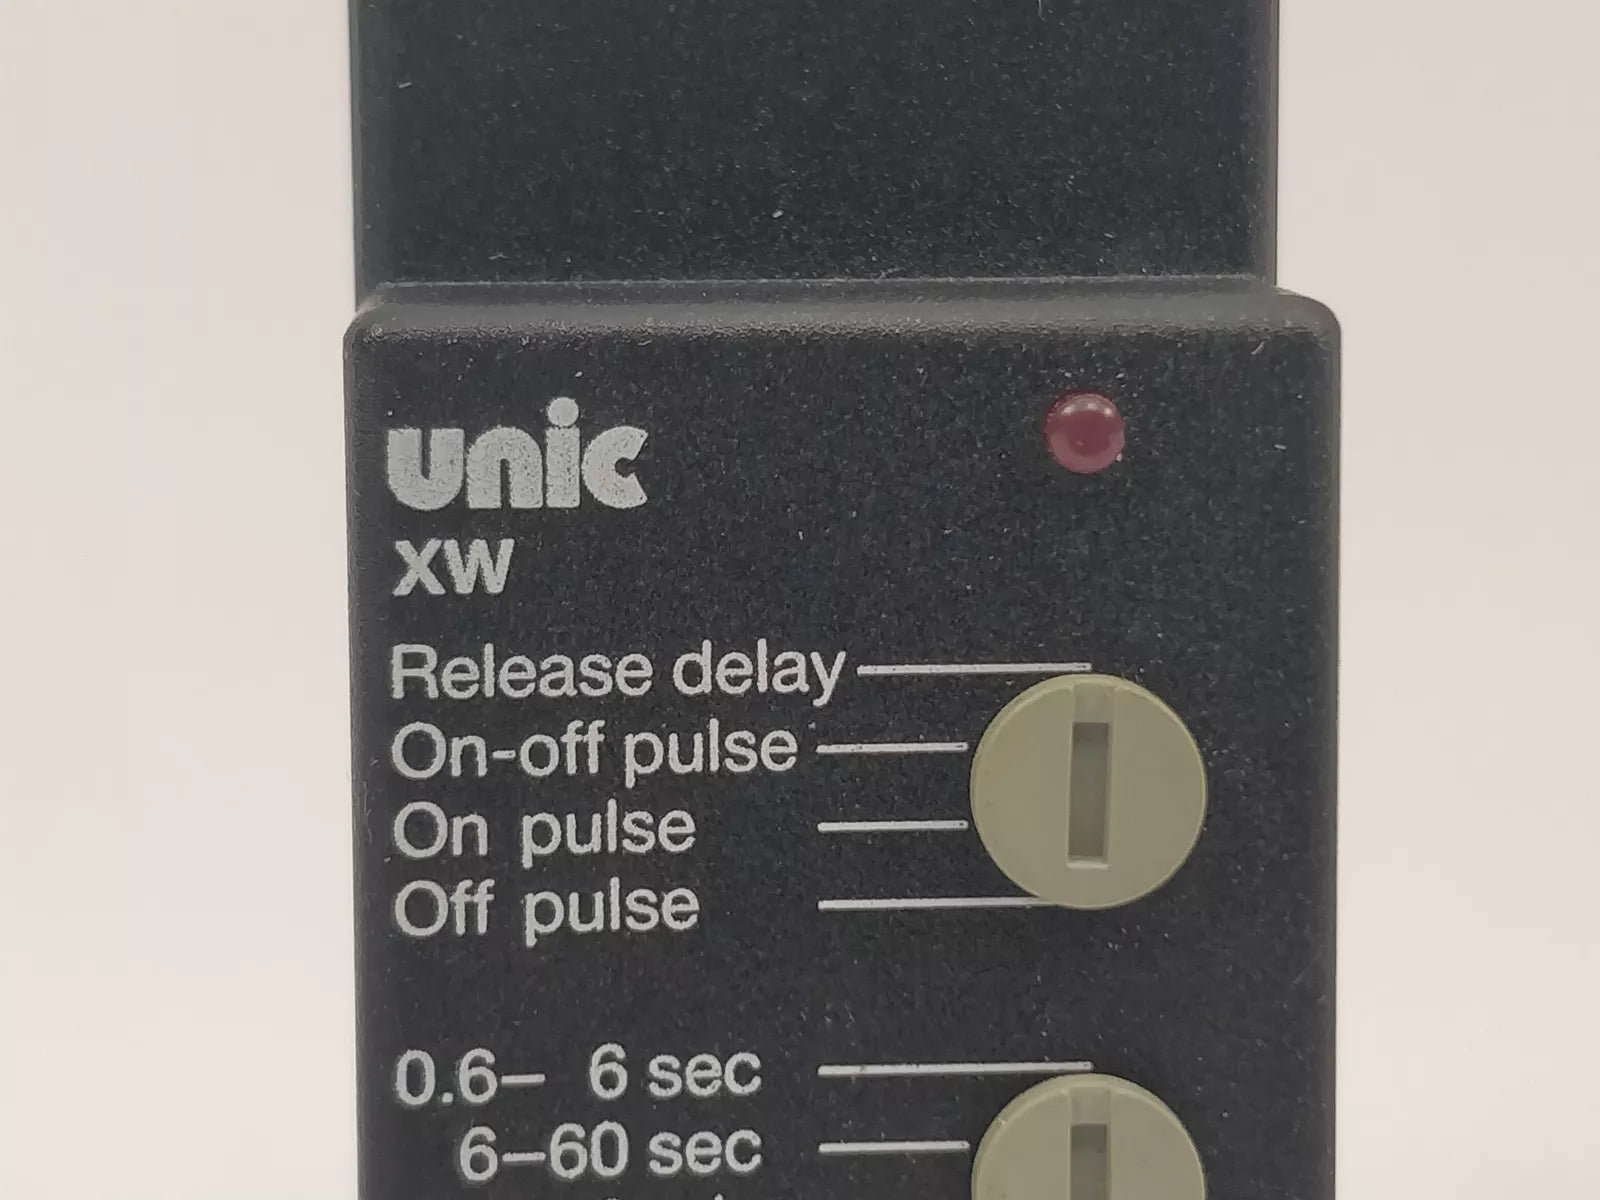 unic
XW
Release delay
On-off pulse
On pulse
Off pulse
0.6– 6 sec
6–60 sec